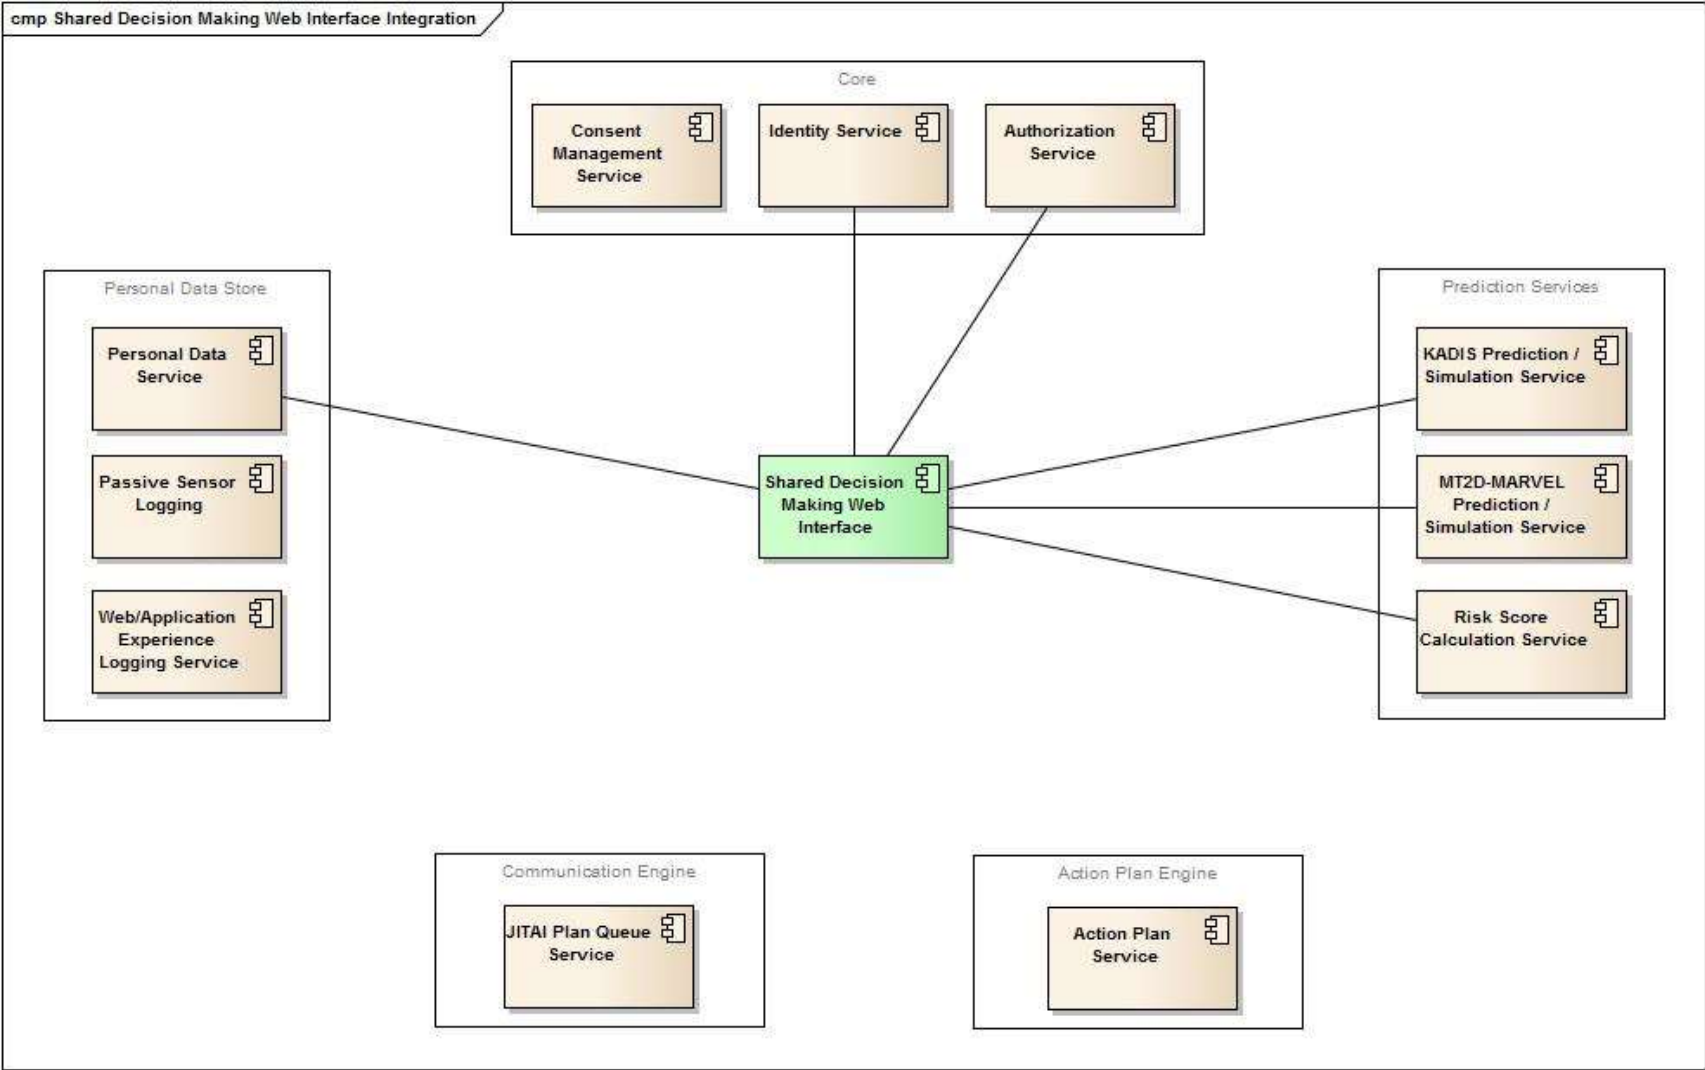 cmp Shared Decision Making Web Interface Integration
Core
Consent
Management
Service
Identity Service
Authorization
Service
Personal Data Store
Personal Data
Service
Passive Sensor
Logging
Web/Application
Experience
Logging Service
Shared Decision
Making Web
Interface
Prediction Services
KADIS Prediction /
Simulation Service
MT2D-MARVEL
Prediction /
Simulation Service
Risk Score
Calculation Service
Communication Engine
JITAI Plan Queue
Service
Action Plan Engine
Action Plan
Service